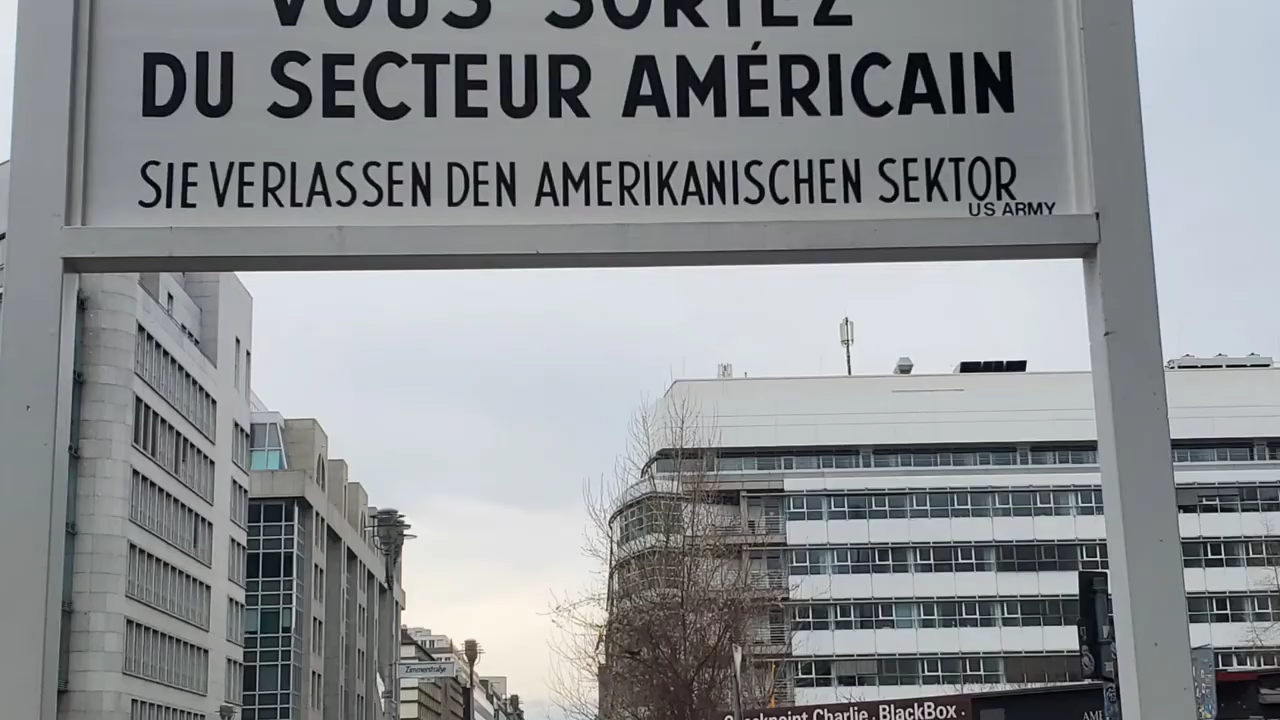 VOUS SORTEZ
DU SECTEUR AMÉRICAIN
SIE VERLASSEN DEN AMERIKANISCHEN SEKTOR
US ARMY
Zimmerstraße
Checkpoint Charlie . BlackBox .